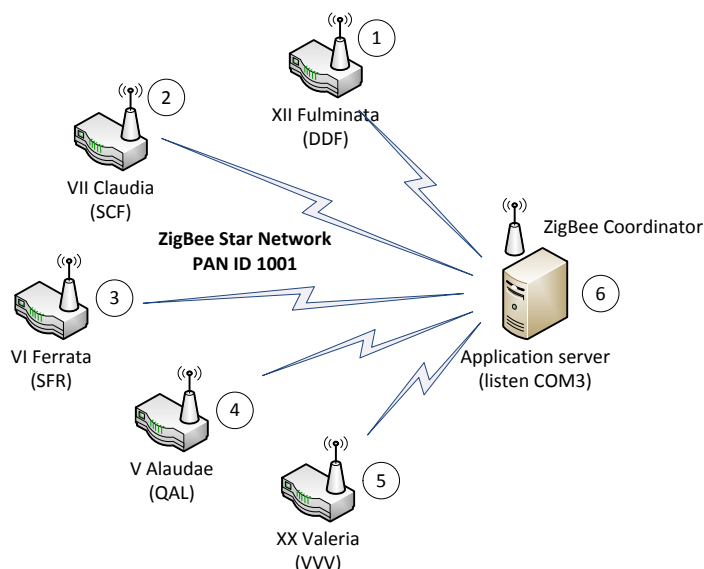 1
XII Fulminata
(DDF)
2
VII Claudia
(SCF)
ZigBee Star Network
PAN ID 1001
3
VI Ferrata
(SFR)
4
V Alaudae
(QAL)
5
XX Valeria
(VVV)
ZigBee Coordinator
6
Application server
(listen COM3)